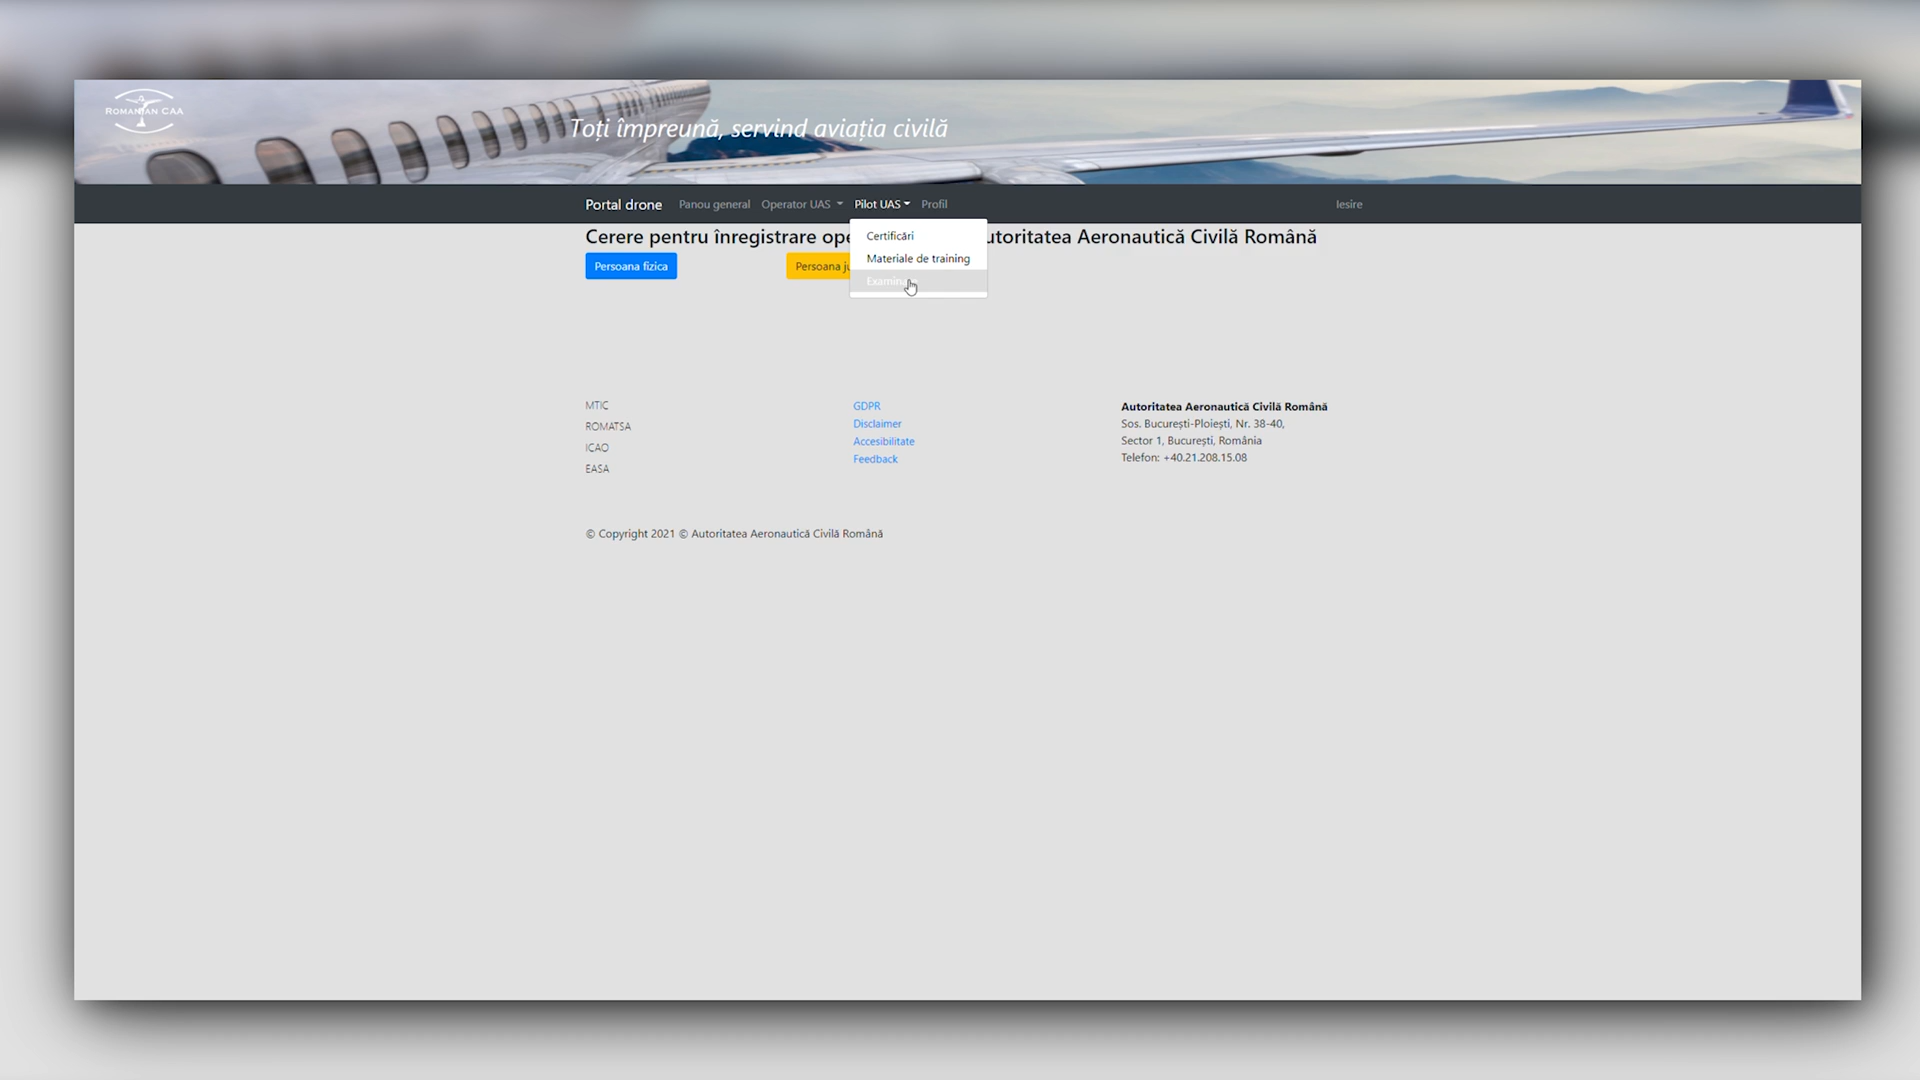 ROMANIAN CAA
Toți împreună, servind aviația civilă
Portal drone Panou general Operator UAS Pilot UAS Profil Iesire
Cerere pentru înregistrare Autoritatea Aeronautică Civilă Română
Certificări
Persoana fizica Persoana
Materiale de training
MTIC
ROMATSA
ICAO
EASA
GDPR
Disclaimer
Accesibilitate
Feedback
Autoritatea Aeronautică Civilă Română
Sos. București-Ploiești, Nr. 38-40,
Sector 1, București, România
Telefon: +40.21.208.15.08
© Copyright 2021 © Autoritatea Aeronautică Civilă Română